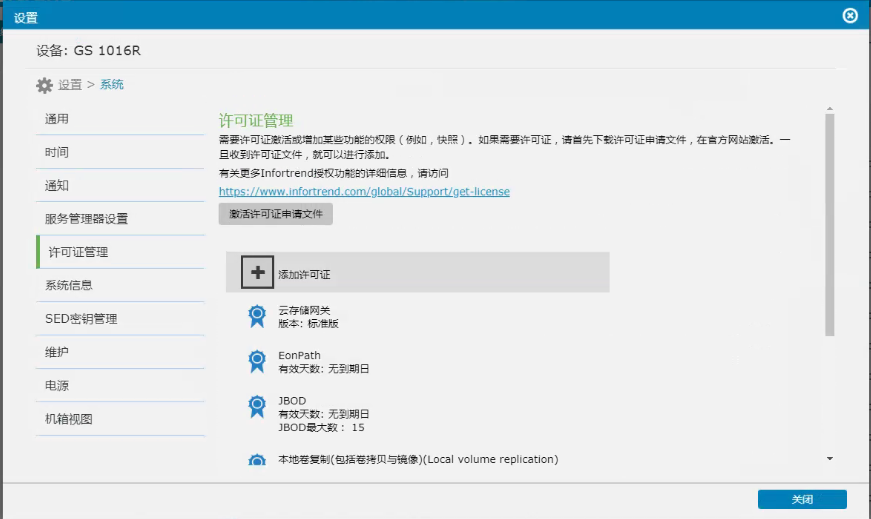 设置
设备: GS 1016R
设置 > 系统
通用
时间
通知
服务管理器设置
许可证管理
系统信息
SED密钥管理
维护
电源
机箱视图
许可证管理
需要许可证激活或增加某些功能的权限（例如，快照）。如果需要许可证，请首先下载许可证申请文件，在官方网站激活。一
旦收到许可证文件，就可以进行添加。
有关更多Infortrend授权功能的详细信息，请访问
https://www.infortrend.com/global/Support/get-license
激活许可证申请文件
添加许可证
云存储网关
版本: 标准版
EonPath
有效天数: 无到期日
JBOD
有效天数: 无到期日
JBOD最大数： 15
本地卷复制(包括卷拷贝与镜像)(Local volume replication)
关闭